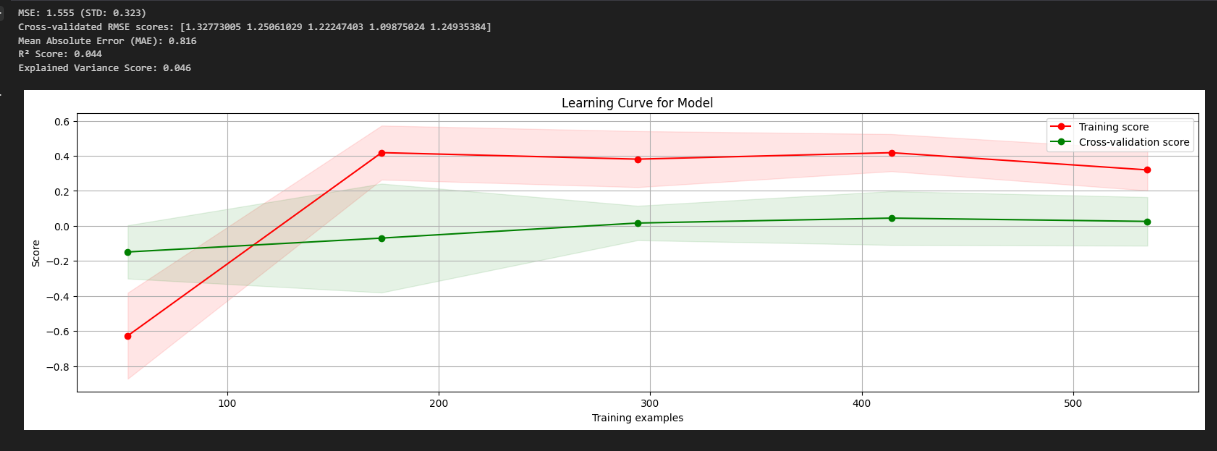 MSE: 1.555 (STD: 0.323)
Cross-validated RMSE scores: [1.32773005 1.25061029 1.22247403 1.09875024 1.24935384]
Mean Absolute Error (MAE): 0.816
R² Score: 0.044
Explained Variance Score: 0.046
Learning Curve for Model
Training score
Cross-validation score
0.6
0.4
0.2
0.0
−0.2
−0.4
−0.6
−0.8
Score
100
200
300
400
500
Training examples